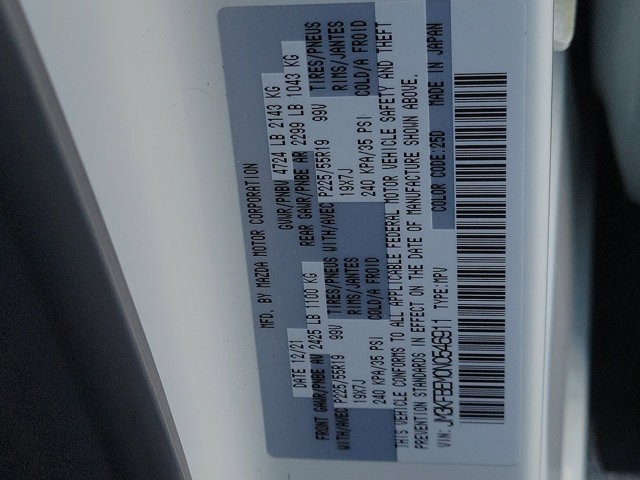 MFD. BY MAZDA MOTOR CORPORATION
DATE 12/21 GVWR/PNBV 4724 LB 2143 KG
FRONT GAWR/PNBE AV 2425 LB 1100 KG REAR GAWR/PNBE AR 2299 LB 1043 KG
WITH/AVEC P225/55R19 99V TIRES/PNEUS WITH/AVEC P225/55R19 99V TIRES/PNEUS
19X7J RIMS/JANTES 19X7J RIMS/JANTES
240 KPA/35 PSI COLD/A FROID 240 KPA/35 PSI COLD/A FROID
THIS VEHICLE CONFORMS TO ALL APPLICABLE FEDERAL MOTOR VEHICLE SAFETY AND THEFT
PREVENTION STANDARDS IN EFFECT ON THE DATE OF MANUFACTURE SHOWN ABOVE.
VIN: TYPE:MPV COLOR CODE:25D MADE IN JAPAN